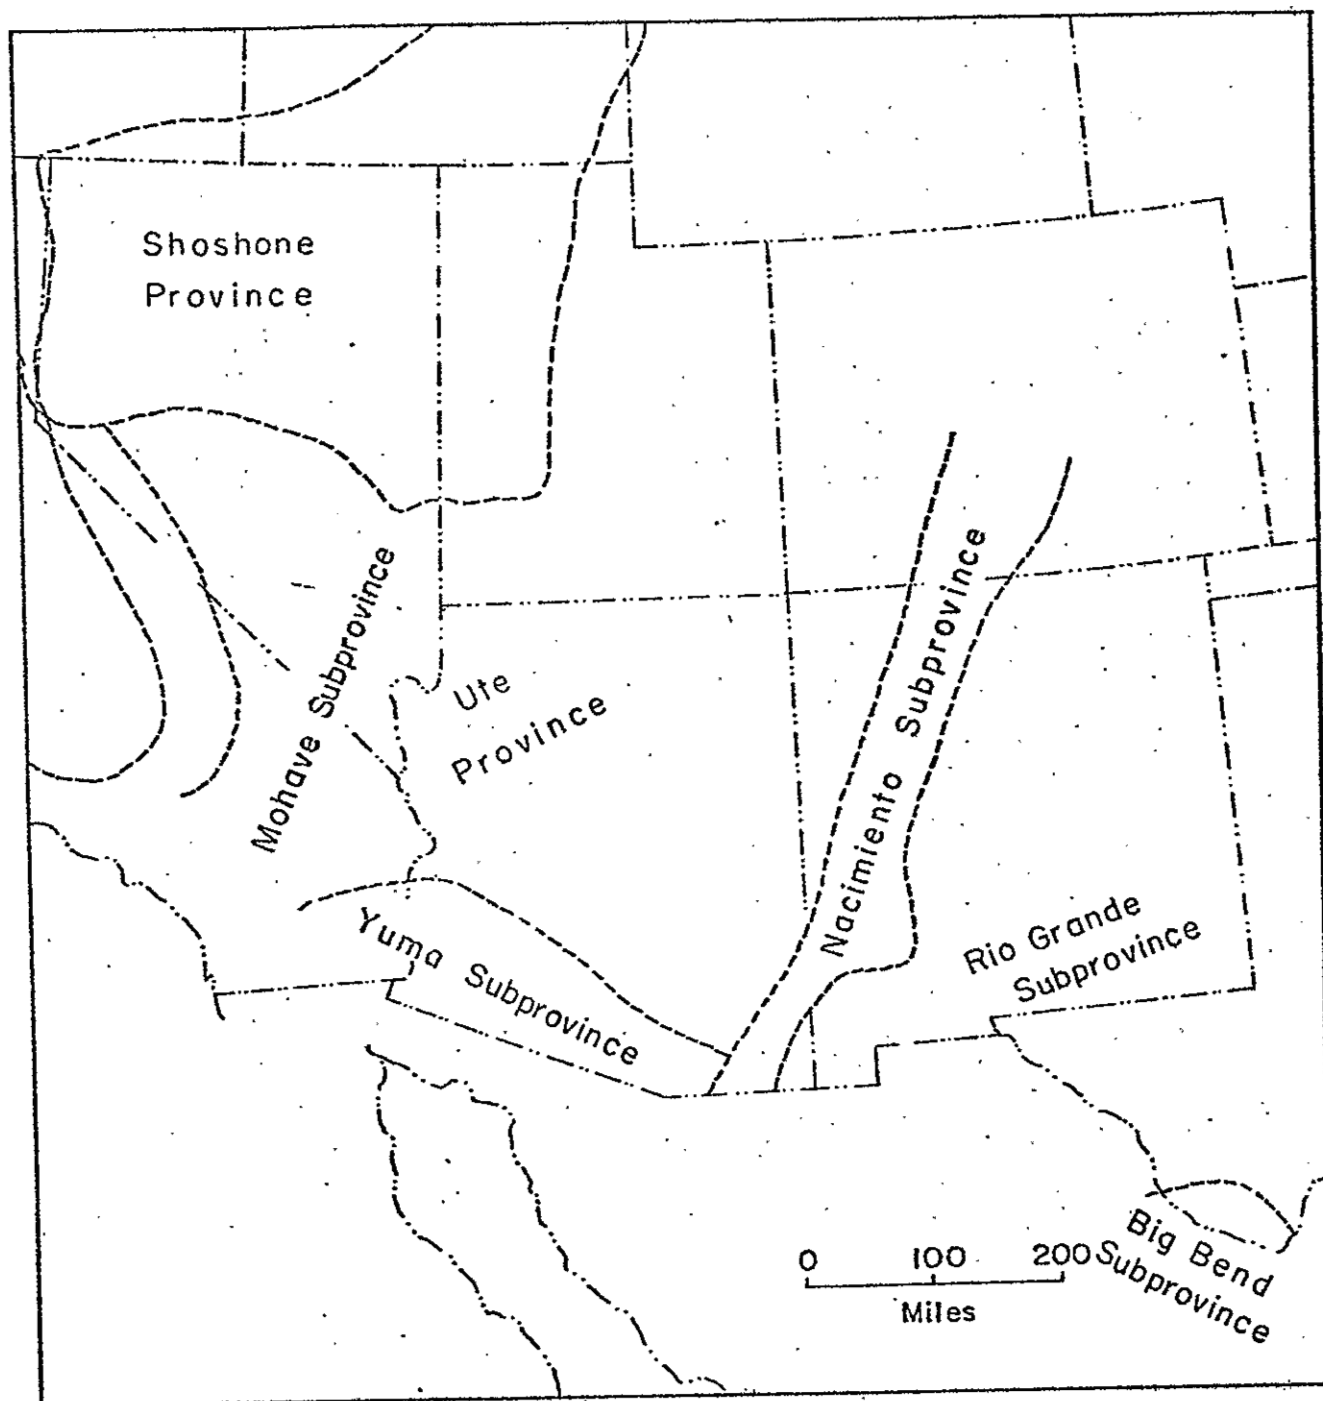 Shoshone
Province
Mohave Subprovince
Ute
Province
Nacimiento Subprovince
Yuma Subprovince
Rio Grande
Subprovince
Big Bend
Subprovince
0 100 200
Miles